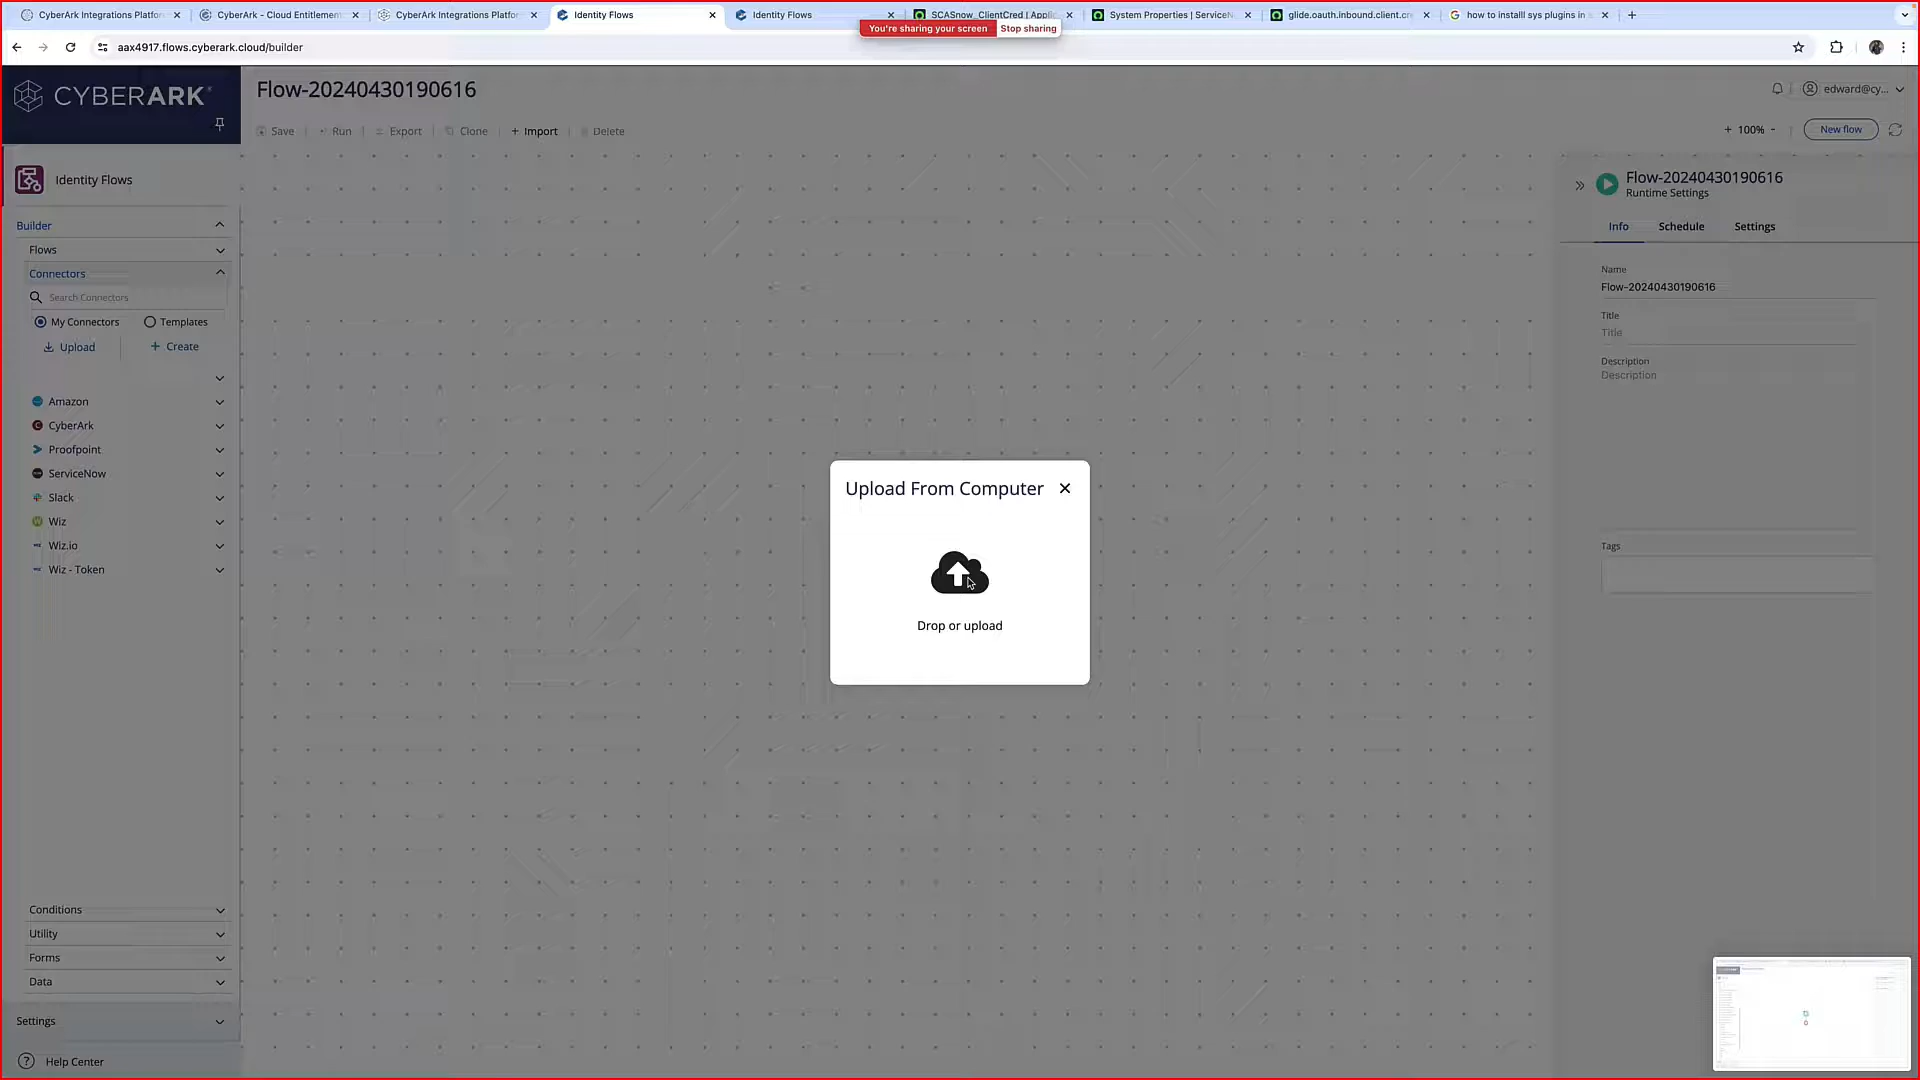 CyberArk Integrations Platfor
CyberArk - Cloud Entitlemen
CyberArk Integrations Platfor
Identity Flows
Identity Flows
SCASnow_ClientCred | Applic
System Properties | ServiceN
glide.oauth.inbound.client.cr
how to installl sys plugins in s
You're sharing your screen
Stop sharing
aax4917.flows.cyberark.cloud/builder
CYBERARK
Flow-20240430190616
edward@cy...
Save
Run
Export
Clone
+ Import
Delete
+ 100% -
New flow
Identity Flows
Builder
Flows
Connectors
Search Connectors
My Connectors
Templates
Upload
+ Create
Amazon
CyberArk
Proofpoint
ServiceNow
Slack
Wiz
Wiz.io
Wiz - Token
Conditions
Utility
Forms
Data
Settings
Help Center
Upload From Computer
Drop or upload
Flow-20240430190616
Runtime Settings
Info
Schedule
Settings
Name
Flow-20240430190616
Title
Title
Description
Description
Tags